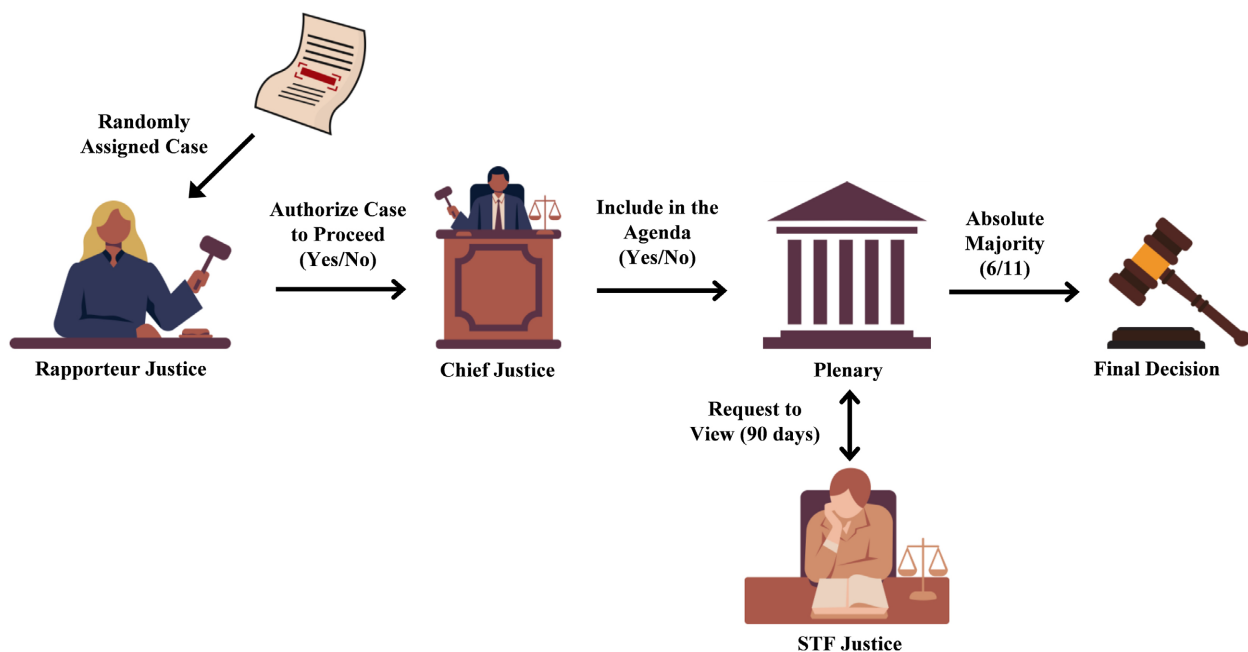 Randomly
Assigned Case
Rapporteur Justice
Authorize Case
to Proceed
(Yes/No)
Chief Justice
Include in the
Agenda
(Yes/No)
Plenary
Absolute
Majority
(6/11)
Final Decision
Request to
View (90 days)
STF Justice